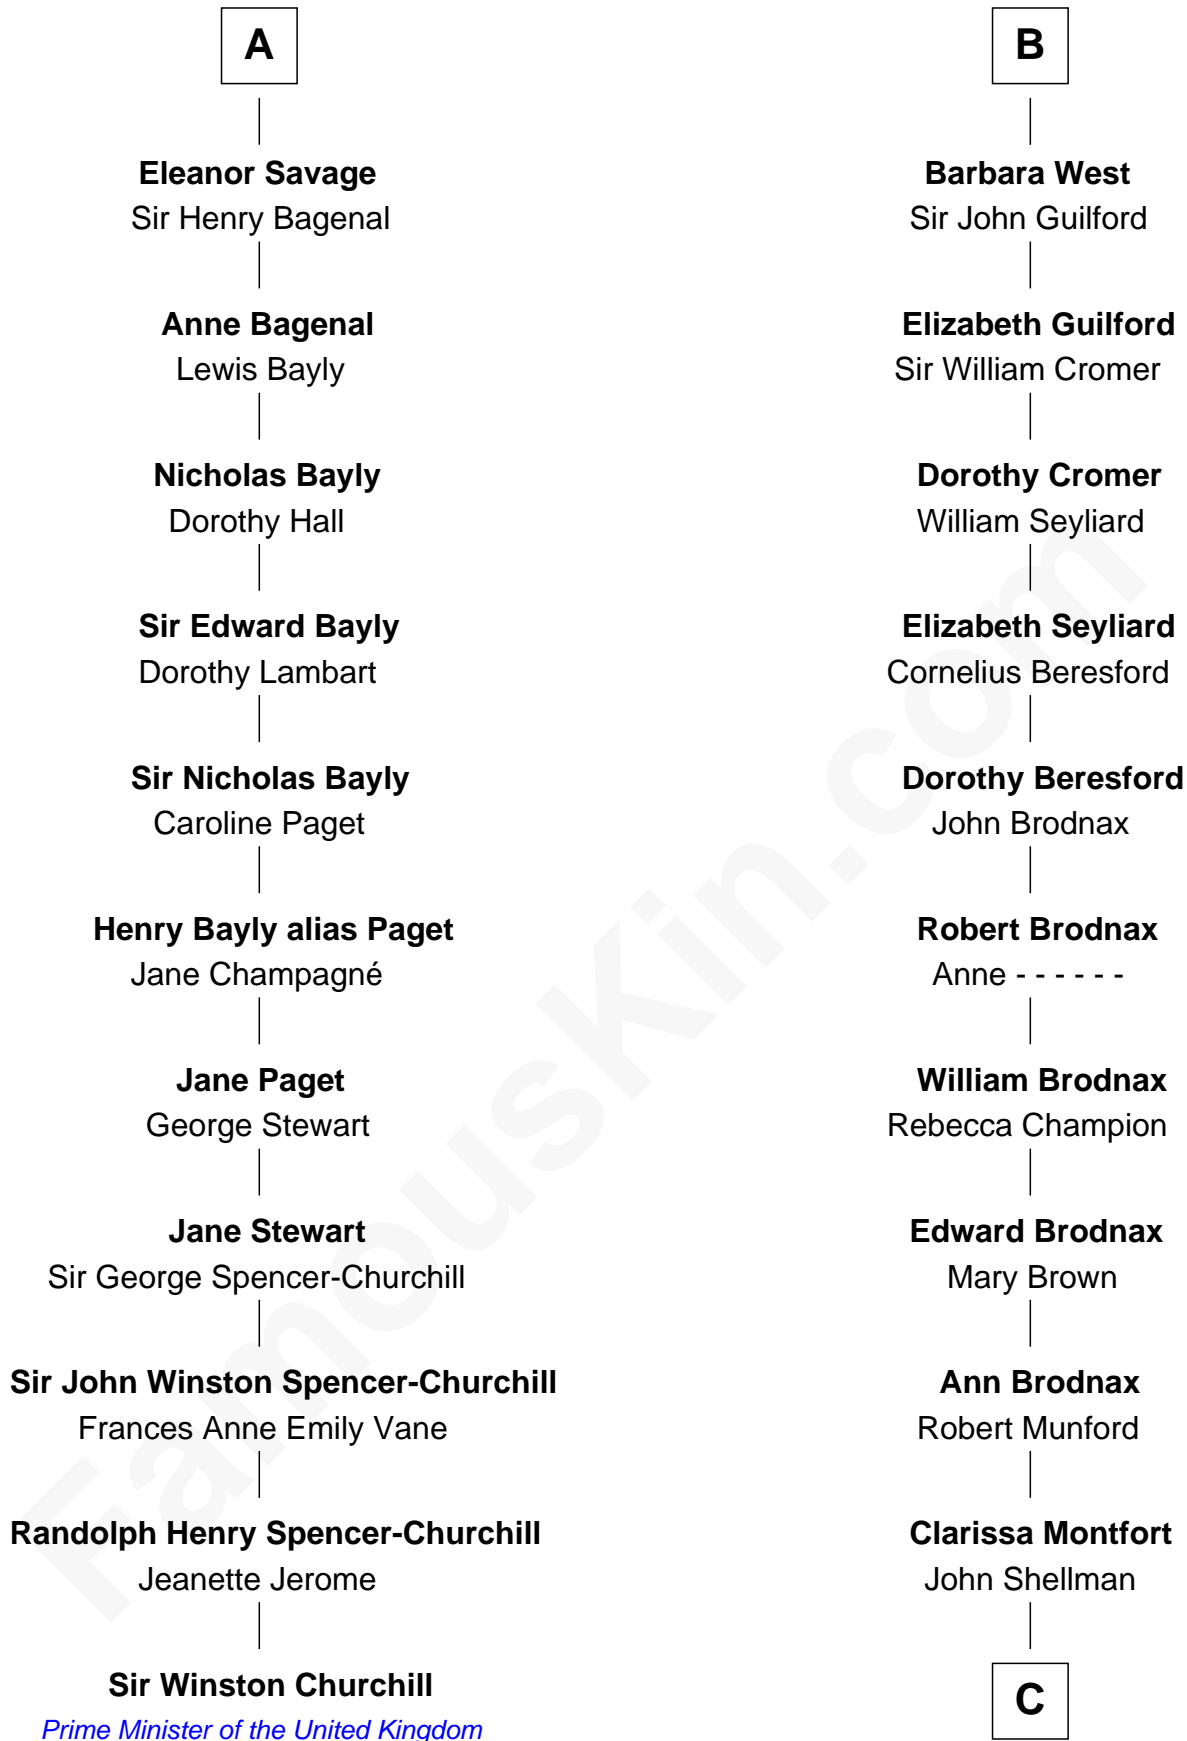 A
Eleanor Savage
Sir Henry Bagenal
Anne Bagenal
Lewis Bayly
Nicholas Bayly
Dorothy Hall
Sir Edward Bayly
Dorothy Lambart
Sir Nicholas Bayly
Caroline Paget
Henry Bayly alias Paget
Jane Champagné
Jane Paget
George Stewart
Jane Stewart
Sir George Spencer-Churchill
Sir John Winston Spencer-Churchill
Frances Anne Emily Vane
Randolph Henry Spencer-Churchill
Jeanette Jerome
Sir Winston Churchill
Prime Minister of the United Kingdom
B
Barbara West
Sir John Guilford
Elizabeth Guilford
Sir William Cromer
Dorothy Cromer
William Seyliard
Elizabeth Seyliard
Cornelius Beresford
Dorothy Beresford
John Brodnax
Robert Brodnax
Anne - - - - - -
William Brodnax
Rebecca Champion
Edward Brodnax
Mary Brown
Ann Brodnax
Robert Munford
Clarissa Montfort
John Shellman
C
FamousKin.com